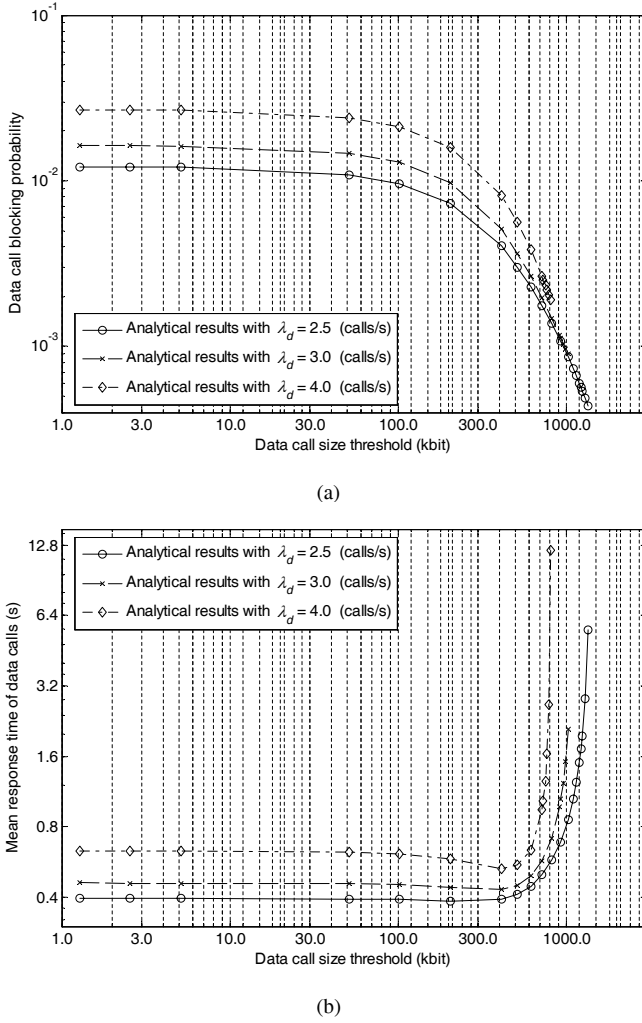 10⁻¹
10⁻²
10⁻³
Data call blocking probability
Analytical results with λd = 2.5 (calls/s)
Analytical results with λd = 3.0 (calls/s)
Analytical results with λd = 4.0 (calls/s)
1.0 3.0 10.0 30.0 100.0 300.0 1000.0
Data call size threshold (kbit)
(a)
12.8
6.4
3.2
1.6
0.8
0.4
Mean response time of data calls (s)
Analytical results with λd = 2.5 (calls/s)
Analytical results with λd = 3.0 (calls/s)
Analytical results with λd = 4.0 (calls/s)
1.0 3.0 10.0 30.0 100.0 300.0 1000.0
Data call size threshold (kbit)
(b)